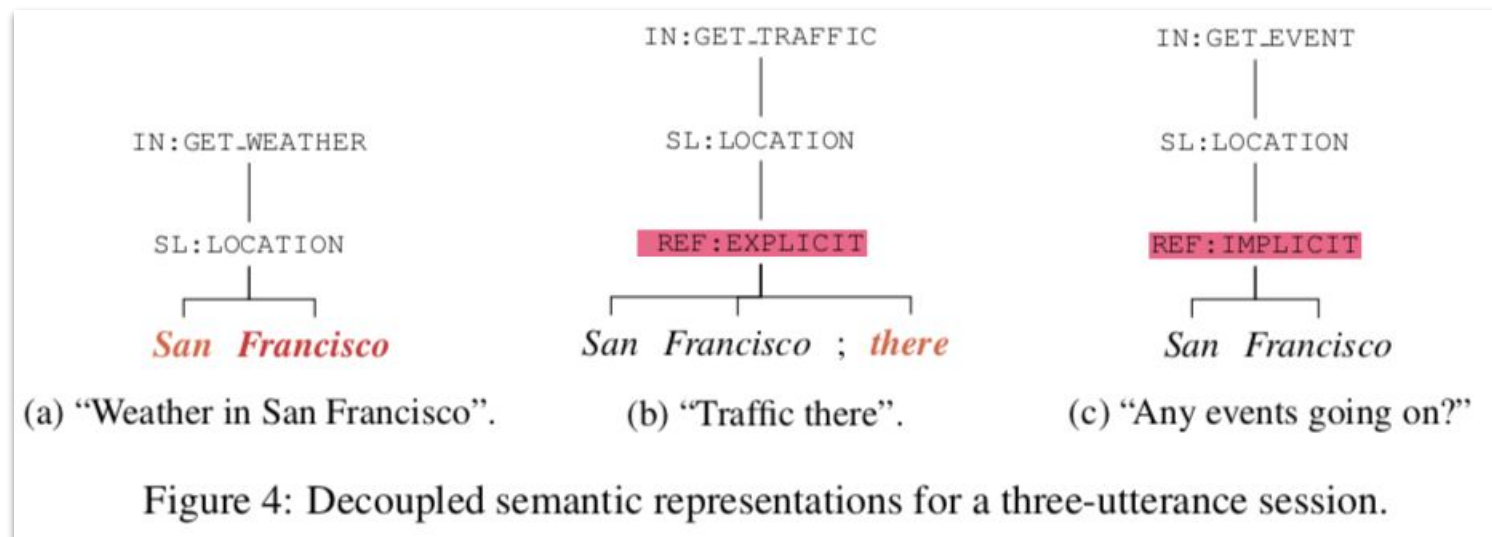 IN:GET_TRAFFIC IN:GET_EVENT
IN:GET_WEATHER SL:LOCATION SL:LOCATION
SL:LOCATION REF:EXPLICIT REF:IMPLICIT
San Francisco San Francisco ; there San Francisco
(a) “Weather in San Francisco”. (b) “Traffic there”. (c) “Any events going on?”
Figure 4: Decoupled semantic representations for a three-utterance session.